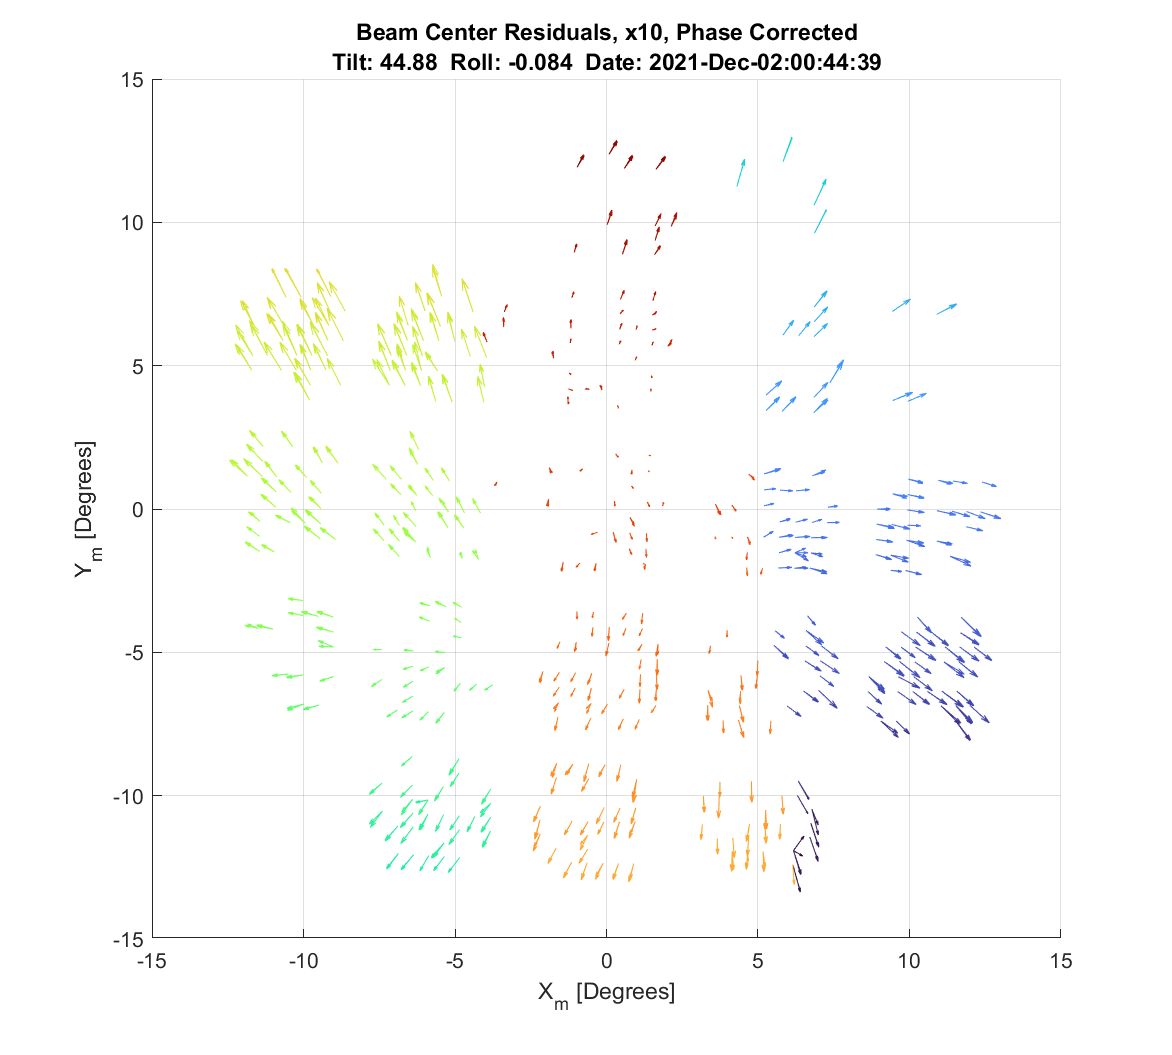 Beam Center Residuals, x10, Phase Corrected
Tilt: 44.88 Roll: -0.084 Date: 2021-Dec-02:00:44:39
15
10
5
0
-5
-10
-15
Y_m [Degrees]
-15 -10 -5 0 5 10 15
X_m [Degrees]